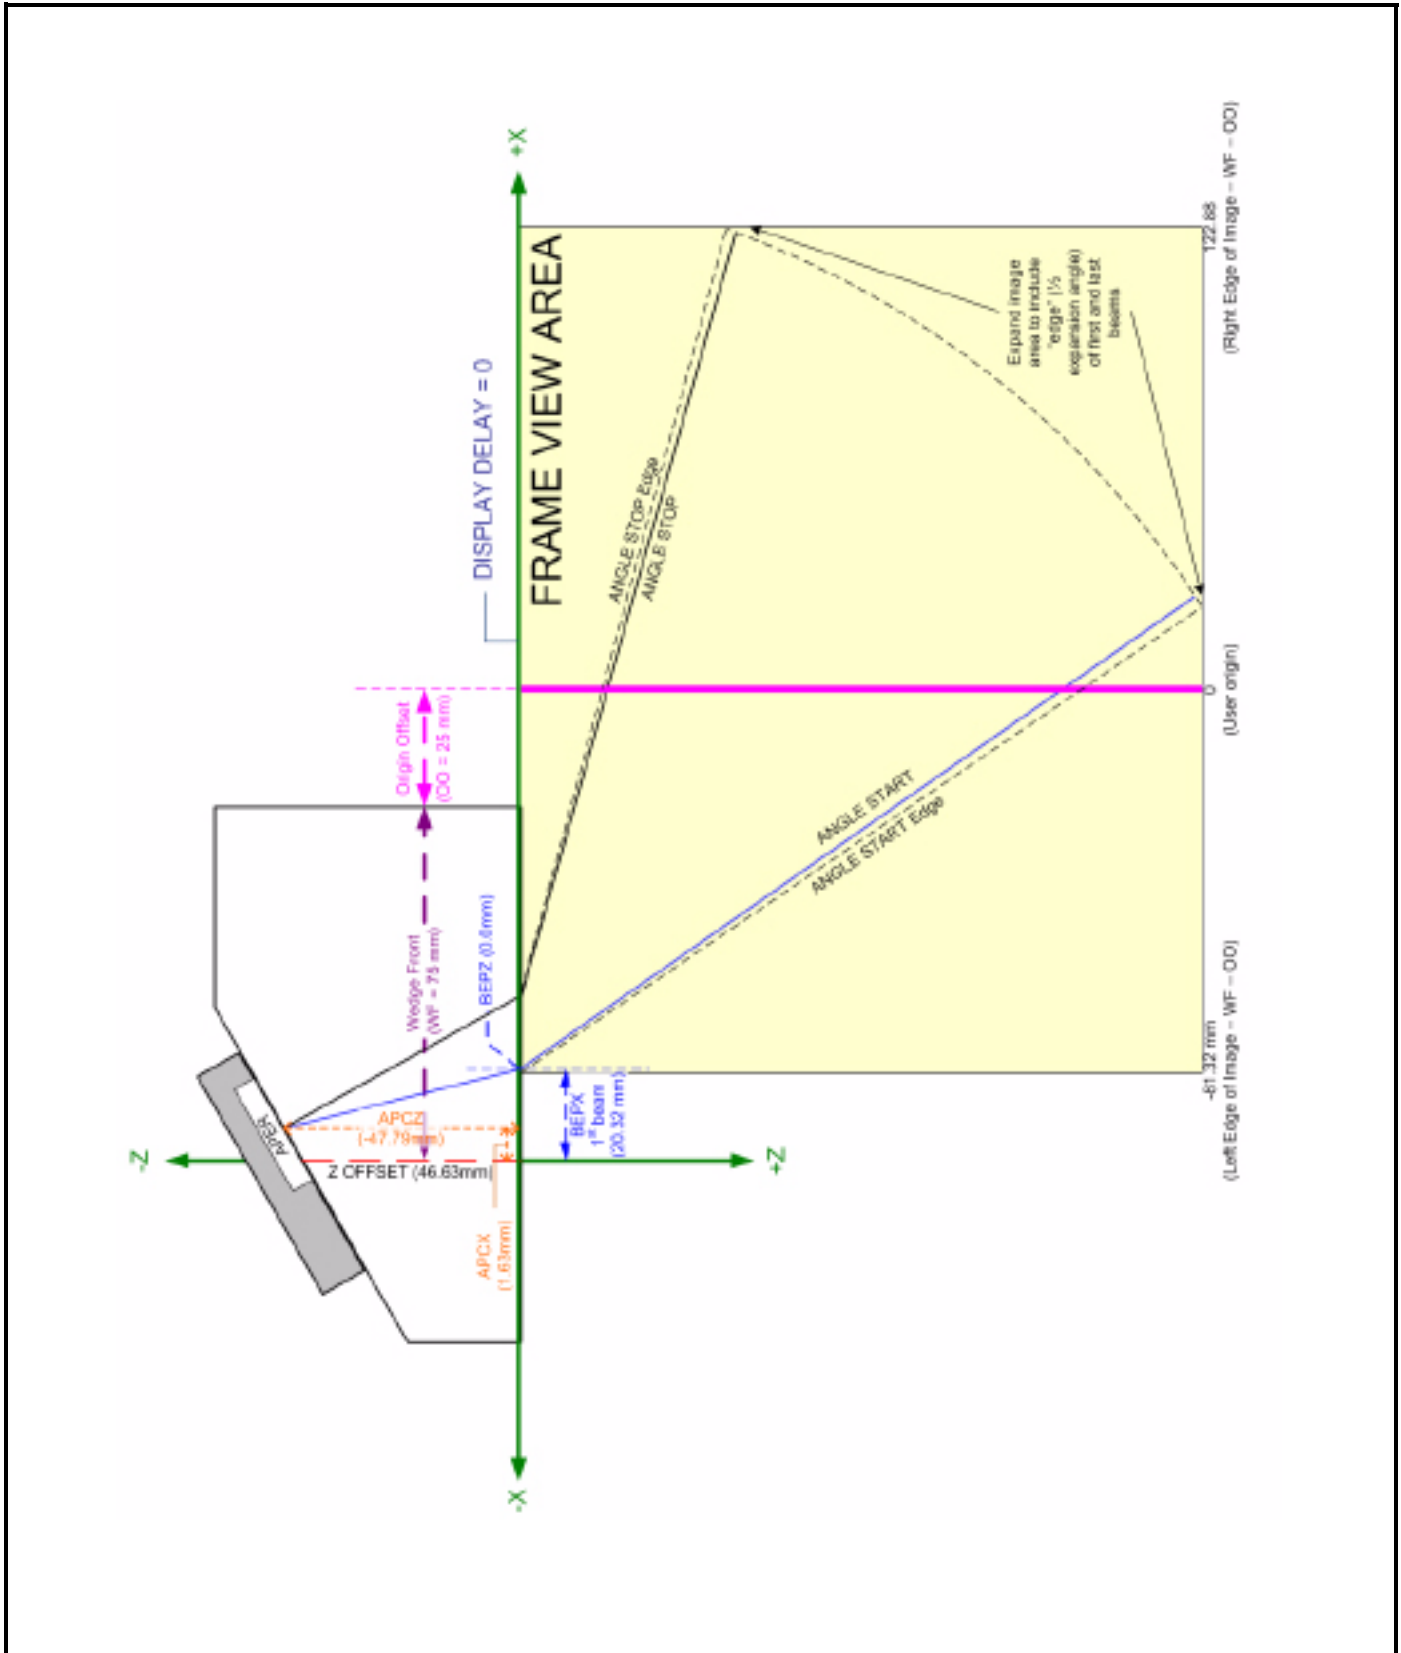 -Z
+Z
-X
+X
DISPLAY DELAY = 0
FRAME VIEW AREA
Origin Offset
(OO = 25 mm)
Wedge Front
(WF = 75 mm)
BEPZ (0.0mm)
APER
APCZ
(-47.79mm)
Z OFFSET (46.63mm)
APCX
(1.63mm)
BEPX
1st beam
(20.32 mm)
ANGLE STOP Edge
ANGLE STOP
ANGLE START
ANGLE START Edge
Expand image
area to include
"edge" (½
expansion angle)
of first and last
beams
-81.32 mm
(Left Edge of Image – WF – OO)
0
(User origin)
122.88
(Right Edge of Image – WF – OO)